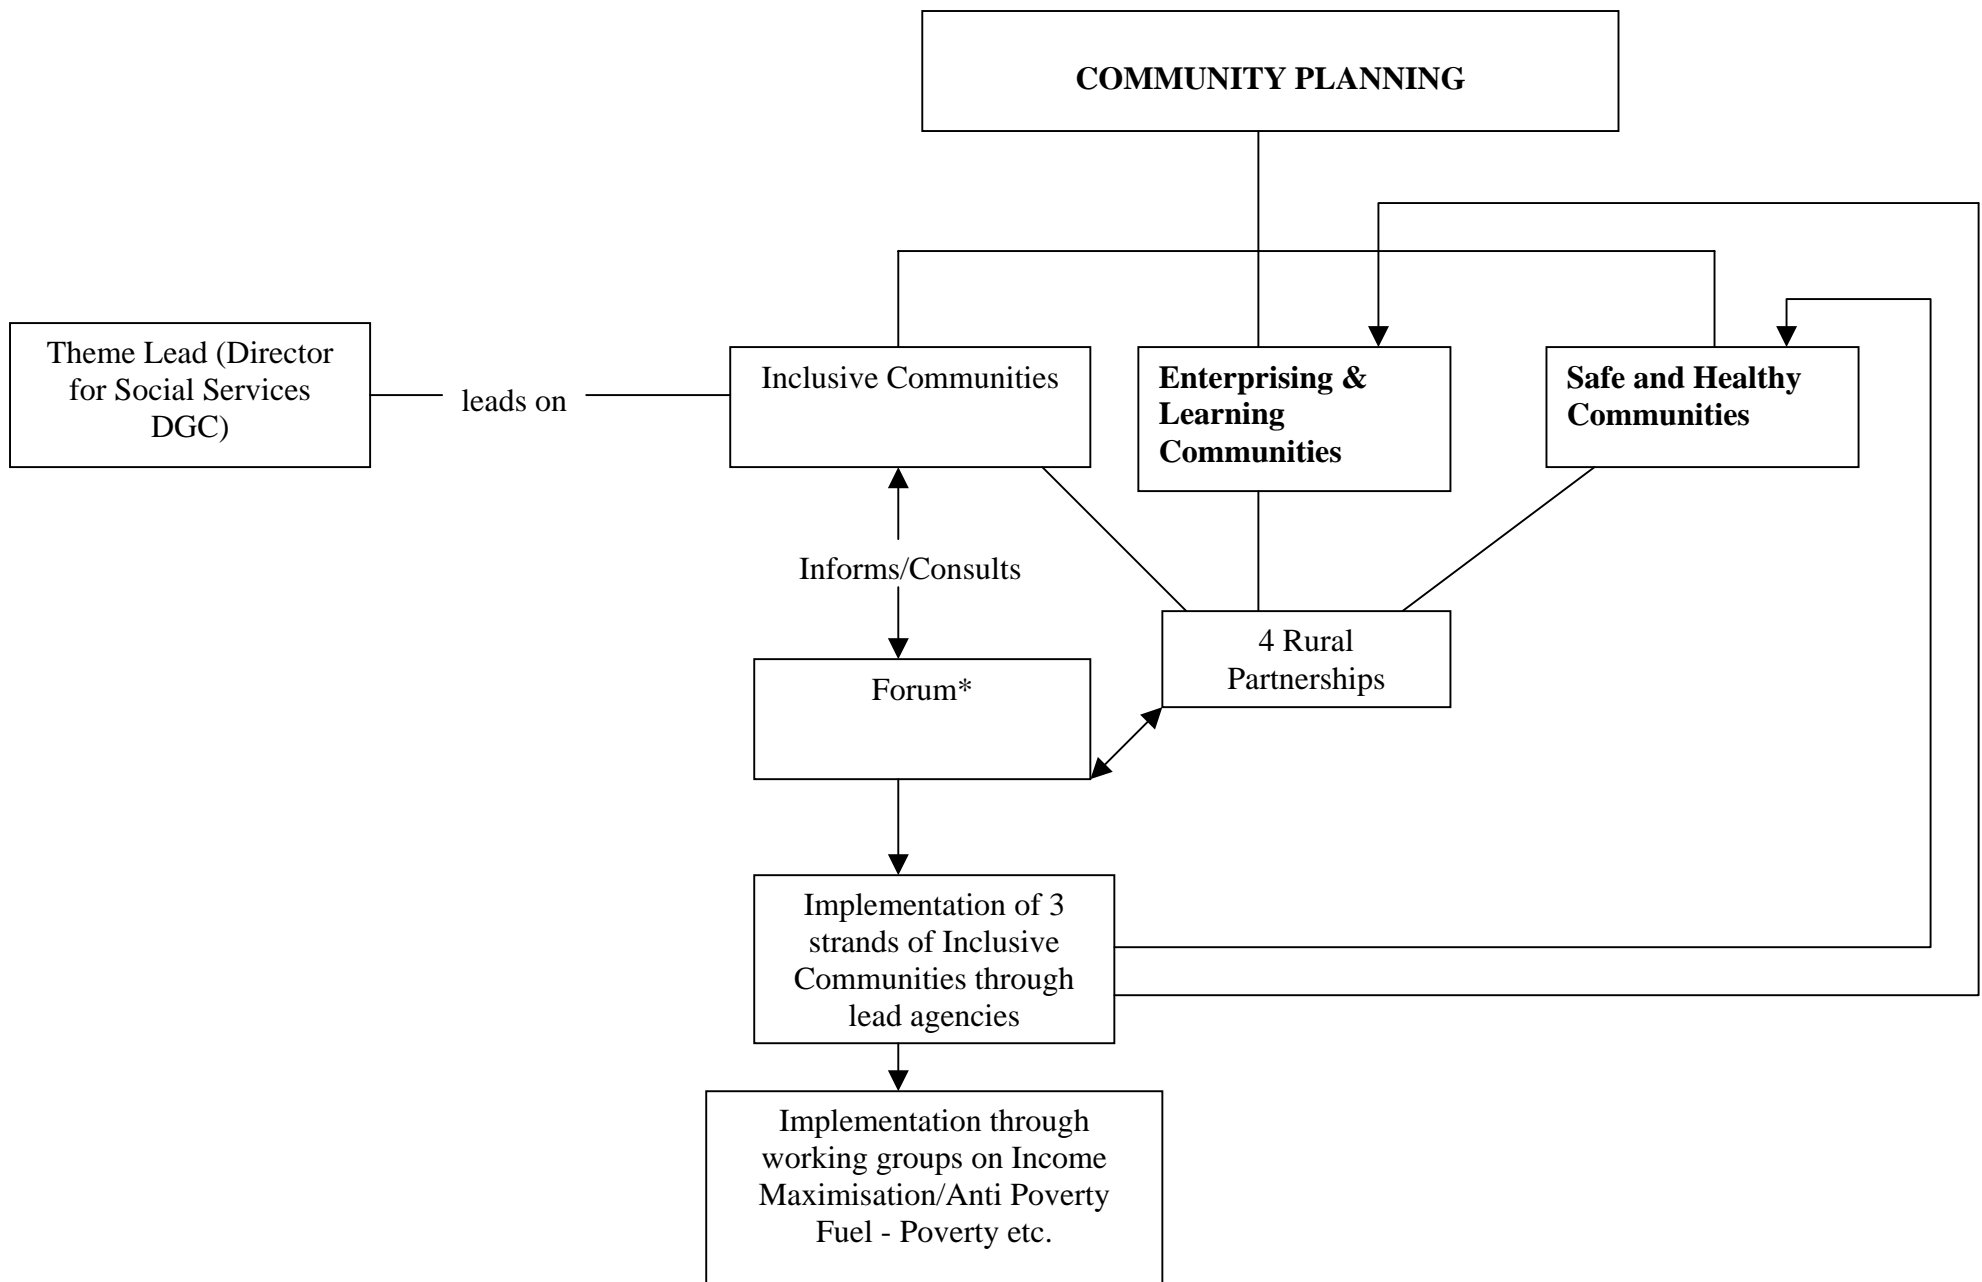 COMMUNITY PLANNING
Theme Lead (Director
for Social Services
DGC)
leads on
Inclusive Communities
Enterprising &
Learning
Communities
Safe and Healthy
Communities
Informs/Consults
4 Rural
Partnerships
Forum*
Implementation of 3
strands of Inclusive
Communities through
lead agencies
Implementation through
working groups on Income
Maximisation/Anti Poverty
Fuel - Poverty etc.